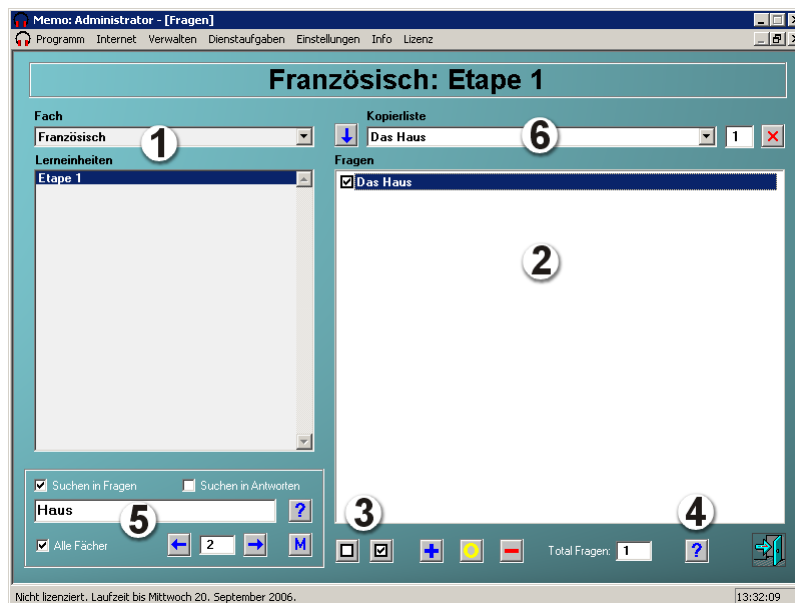 Memo: Administrator - [Fragen]
Programm Internet Verwalten Dienstaufgaben Einstellungen Info Lizenz
Französisch: Etape 1
Fach
Kopierliste
Französisch
1
Das Haus
6
1
Lerneinheiten
Fragen
Etape 1
Das Haus
2
Suchen in Fragen
Suchen in Antworten
Haus
?
5
3
4
Alle Fächer
2
M
Total Fragen: 1
?
Nicht lizenziert. Laufzeit bis Mittwoch 20. September 2006.
13:32:09